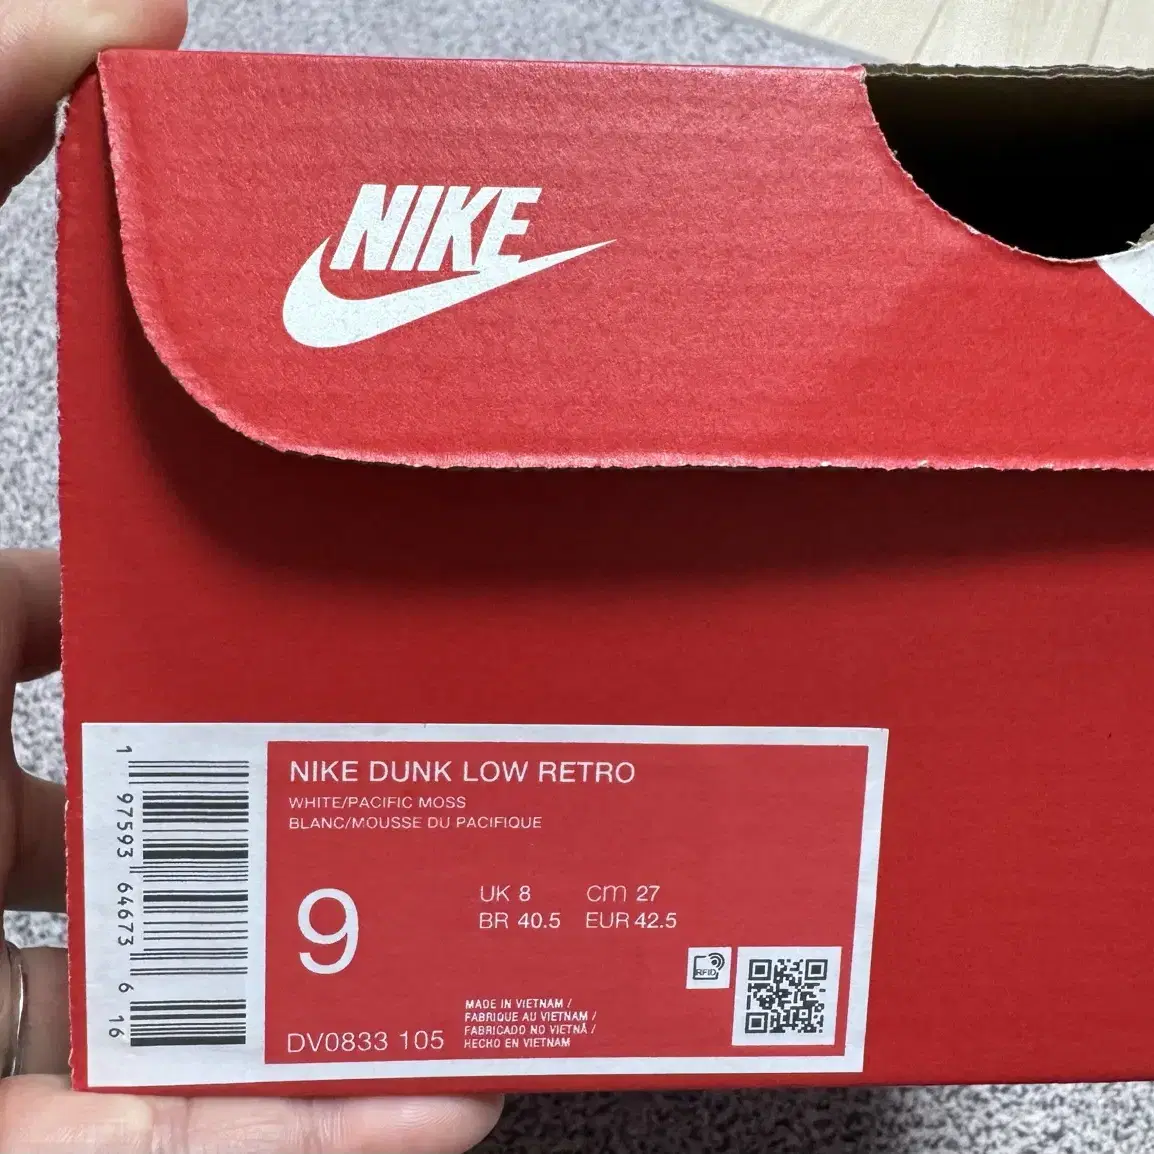 NIKE
NIKE DUNK LOW RETRO
WHITE/PACIFIC MOSS
BLANC/MOUSSE DU PACIFIQUE
9
UK 8 cm 27
BR 40.5 EUR 42.5
RFID
MADE IN VIETNAM /
FABRIQUE AU VIETNAM /
FABRICADO NO VIETNÃ /
HECHO EN VIETNAM
DV0833 105
1 97593 64673 6 16